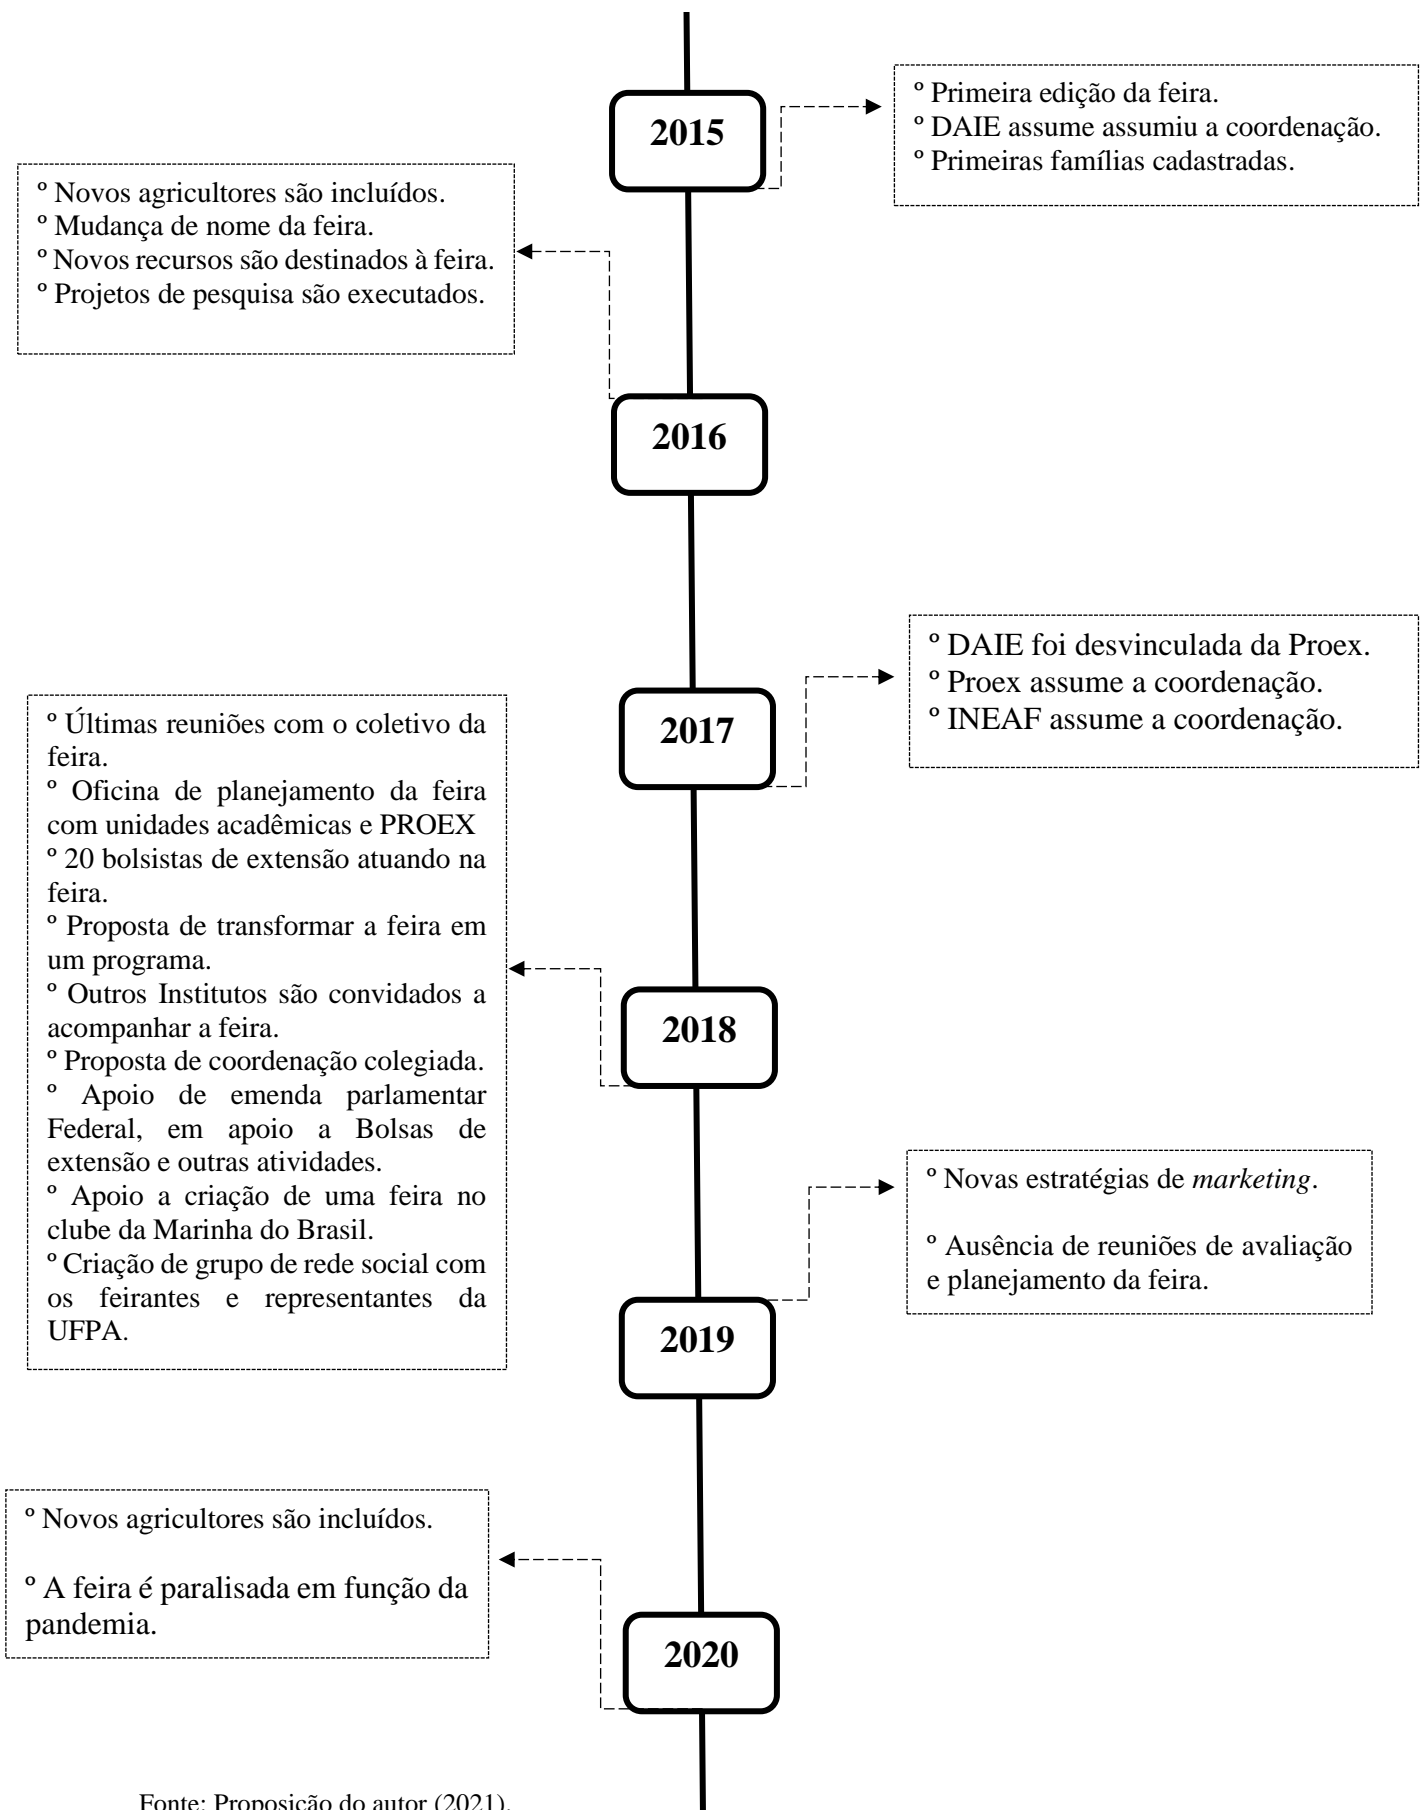 2015
º Primeira edição da feira.
º DAIE assume assumiu a coordenação.
º Primeiras famílias cadastradas.
º Novos agricultores são incluídos.
º Mudança de nome da feira.
º Novos recursos são destinados à feira.
º Projetos de pesquisa são executados.
2016
º DAIE foi desvinculada da Proex.
º Proex assume a coordenação.
º INEAF assume a coordenação.
2017
º Últimas reuniões com o coletivo da
feira.
º Oficina de planejamento da feira
com unidades acadêmicas e PROEX
º 20 bolsistas de extensão atuando na
feira.
º Proposta de transformar a feira em
um programa.
º Outros Institutos são convidados a
acompanhar a feira.
º Proposta de coordenação colegiada.
º Apoio de emenda parlamentar
Federal, em apoio a Bolsas de
extensão e outras atividades.
º Apoio a criação de uma feira no
clube da Marinha do Brasil.
º Criação de grupo de rede social com
os feirantes e representantes da
UFPA.
2018
º Novas estratégias de marketing.
º Ausência de reuniões de avaliação
e planejamento da feira.
2019
º Novos agricultores são incluídos.
º A feira é paralisada em função da
pandemia.
2020
Fonte: Proposição do autor (2021).